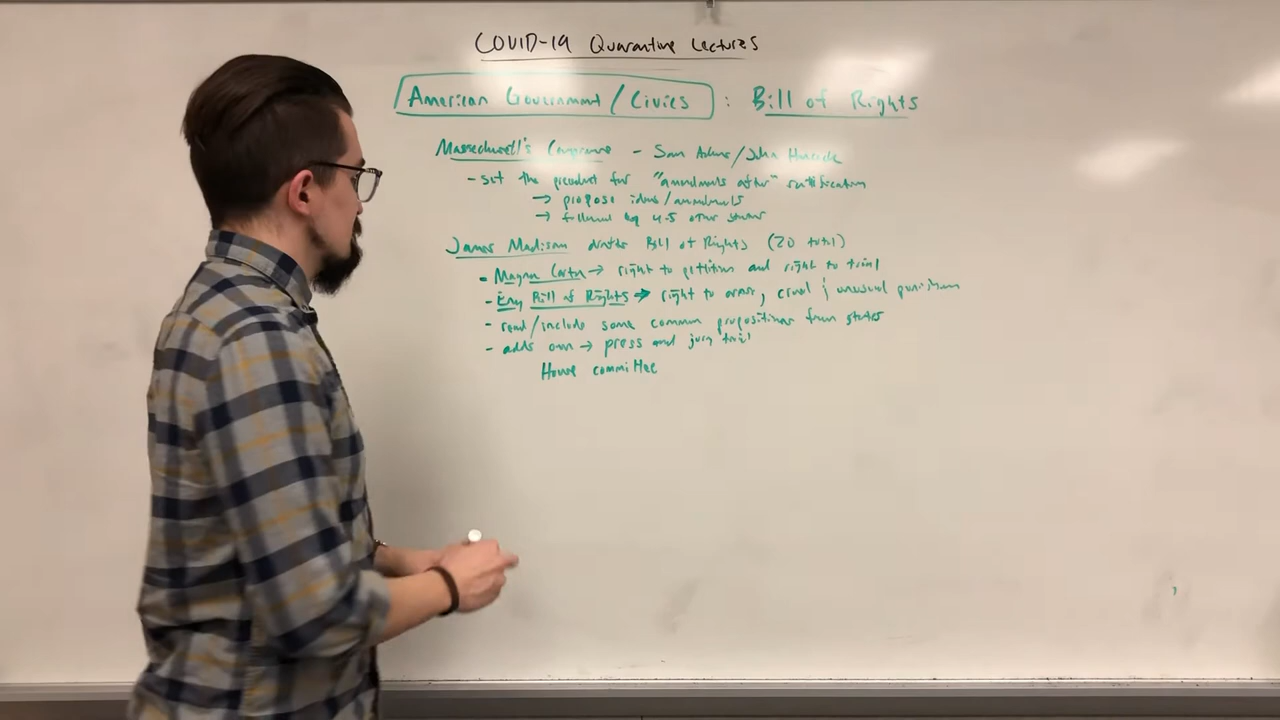 COVID-19 Quarantine Lectures
American Government/Civics : Bill of Rights
Massachusett's Compromise - Sam Adams/John Hancock
- set the precedent for "amendments after" ratification
→ propose ideas/amendments
→ followed by 4-5 other states
James Madison drafts Bill of Rights (20 total)
- Magna Carta → right to petition and right to trial
- Eng Bill of Rights → right to arms, cruel & unusual punishment
- read/include some common propositions from states
- adds own → press and jury trial
House committee